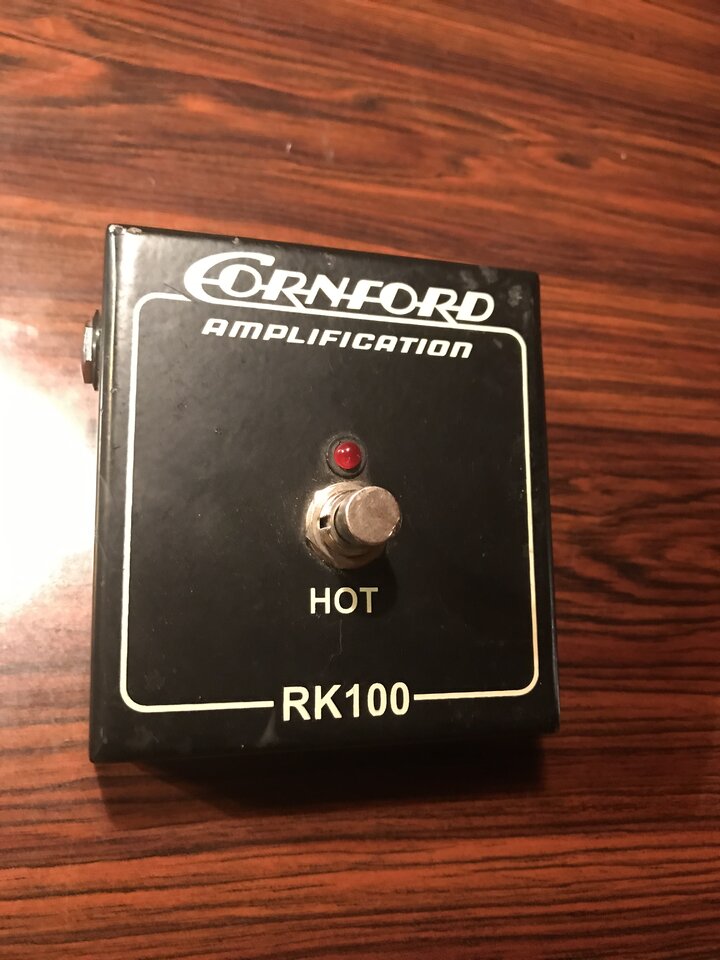 CORNFORD
AMPLIFICATION
HOT
RK100